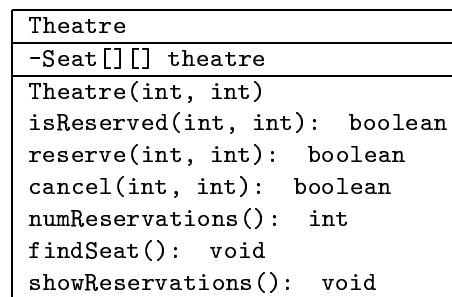 Theatre
-Seat[][] theatre
Theatre(int, int)
isReserved(int, int): boolean
reserve(int, int): boolean
cancel(int, int): boolean
numReservations(): int
findSeat(): void
showReservations(): void